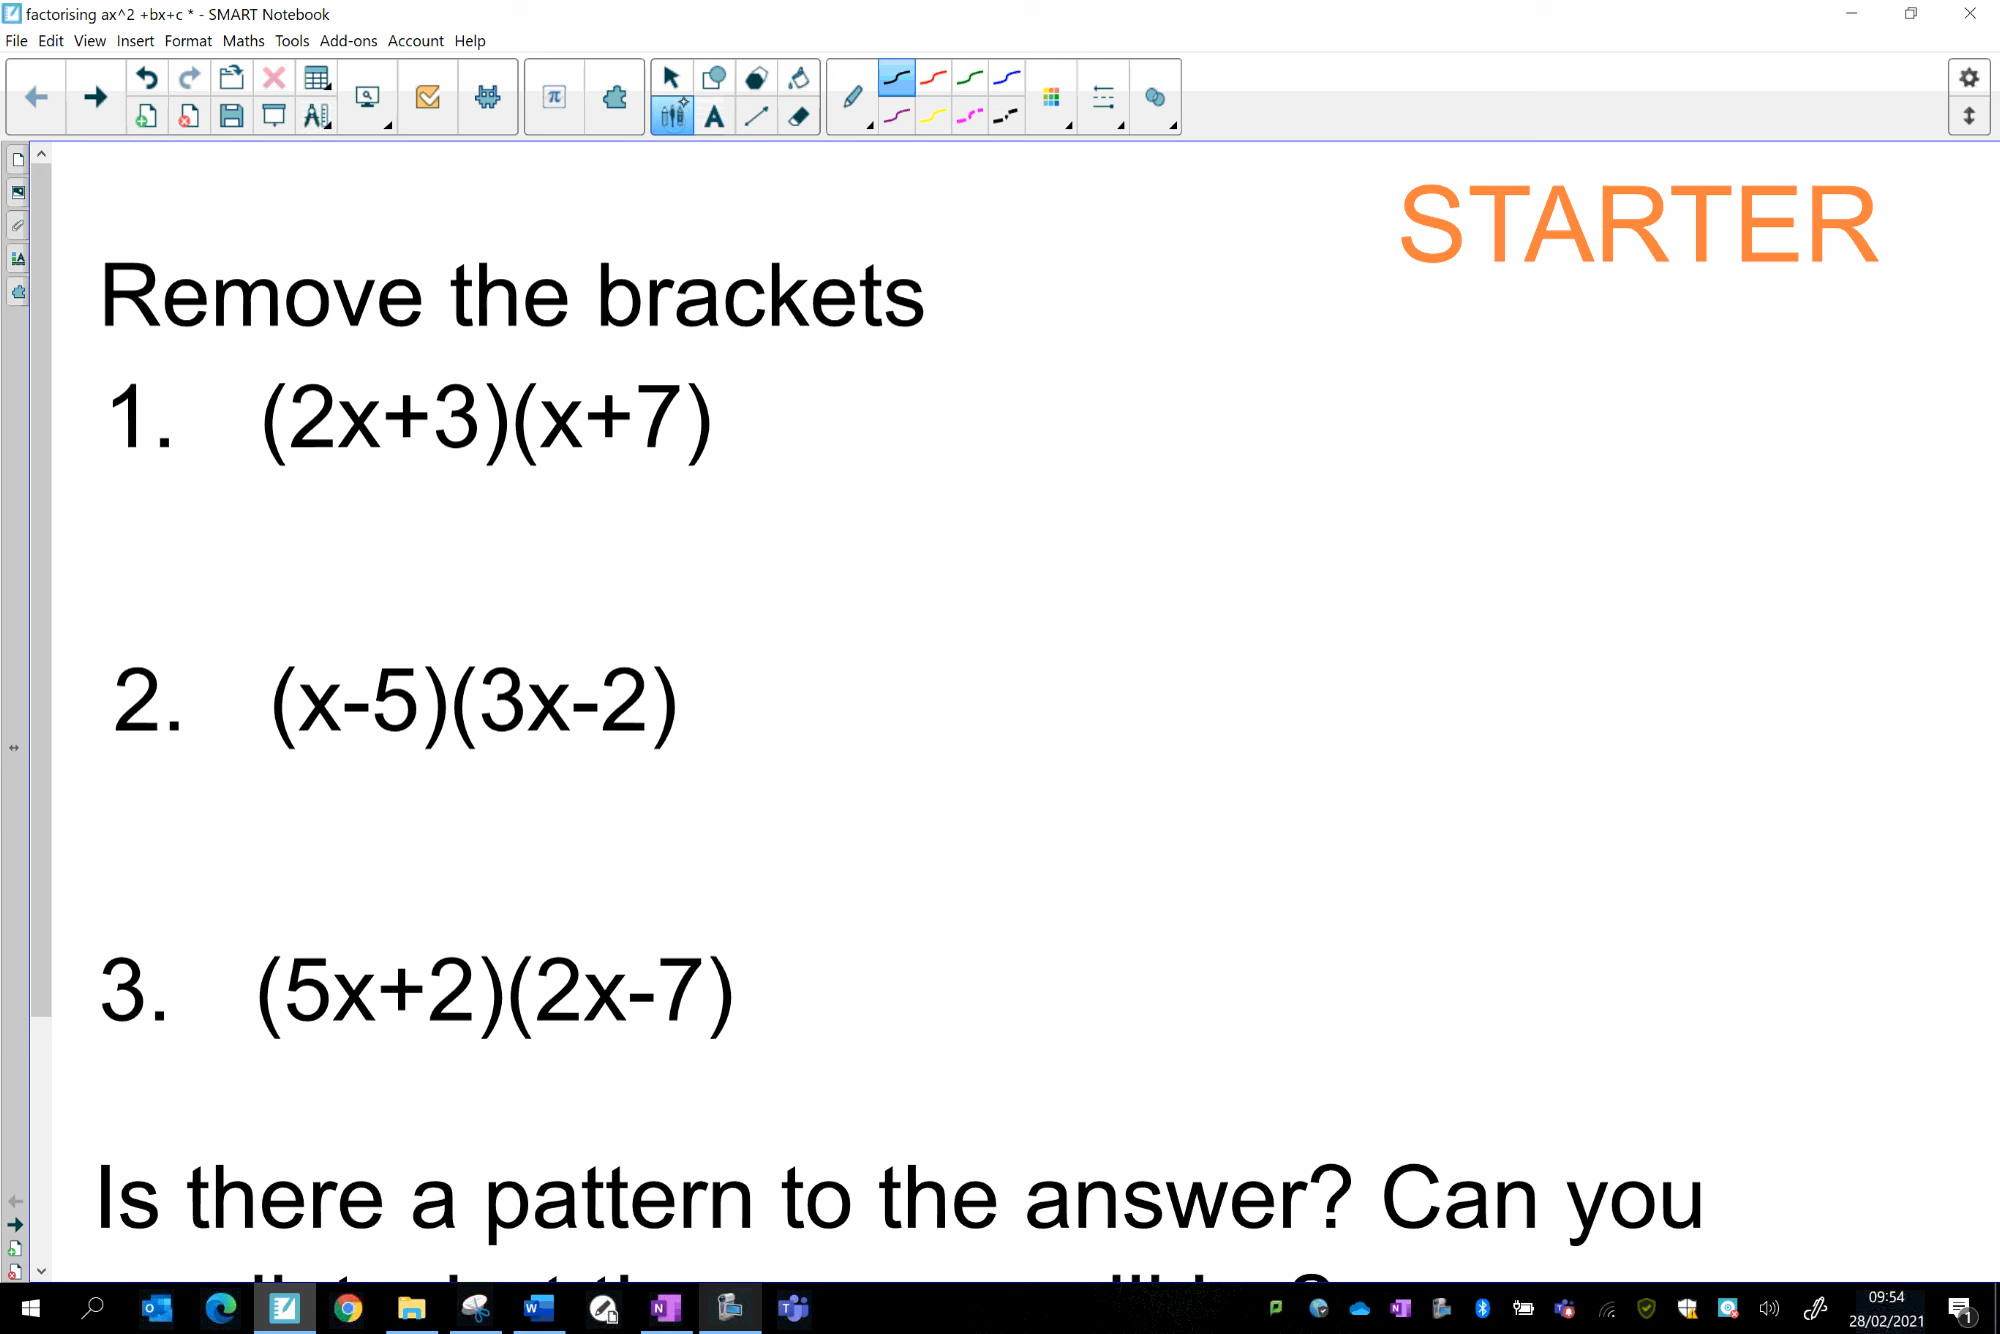 factorising ax^2 +bx+c * - SMART Notebook
File Edit View Insert Format Maths Tools Add-ons Account Help
STARTER
Remove the brackets
1. (2x+3)(x+7)
2. (x-5)(3x-2)
3. (5x+2)(2x-7)
Is there a pattern to the answer? Can you
09:54
28/02/2021